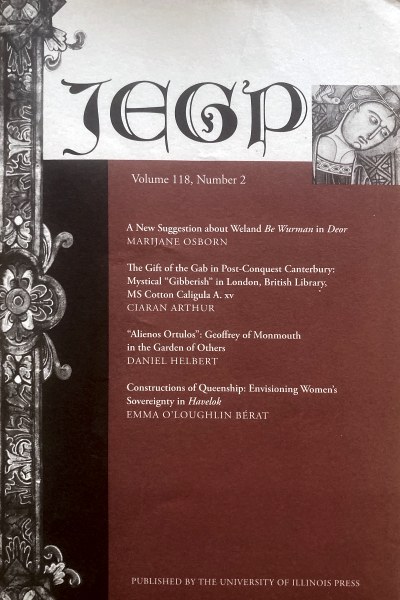 JEGP
Volume 118, Number 2
A New Suggestion about Weland Be Wurman in Deor
MARIJANE OSBORN
The Gift of the Gab in Post-Conquest Canterbury:
Mystical "Gibberish" in London, British Library,
MS Cotton Caligula A. xv
CIARAN ARTHUR
"Alienos Ortulos": Geoffrey of Monmouth
in the Garden of Others
DANIEL HELBERT
Constructions of Queenship: Envisioning Women's
Sovereignty in Havelok
EMMA O'LOUGHLIN BÉRAT
PUBLISHED BY THE UNIVERSITY OF ILLINOIS PRESS